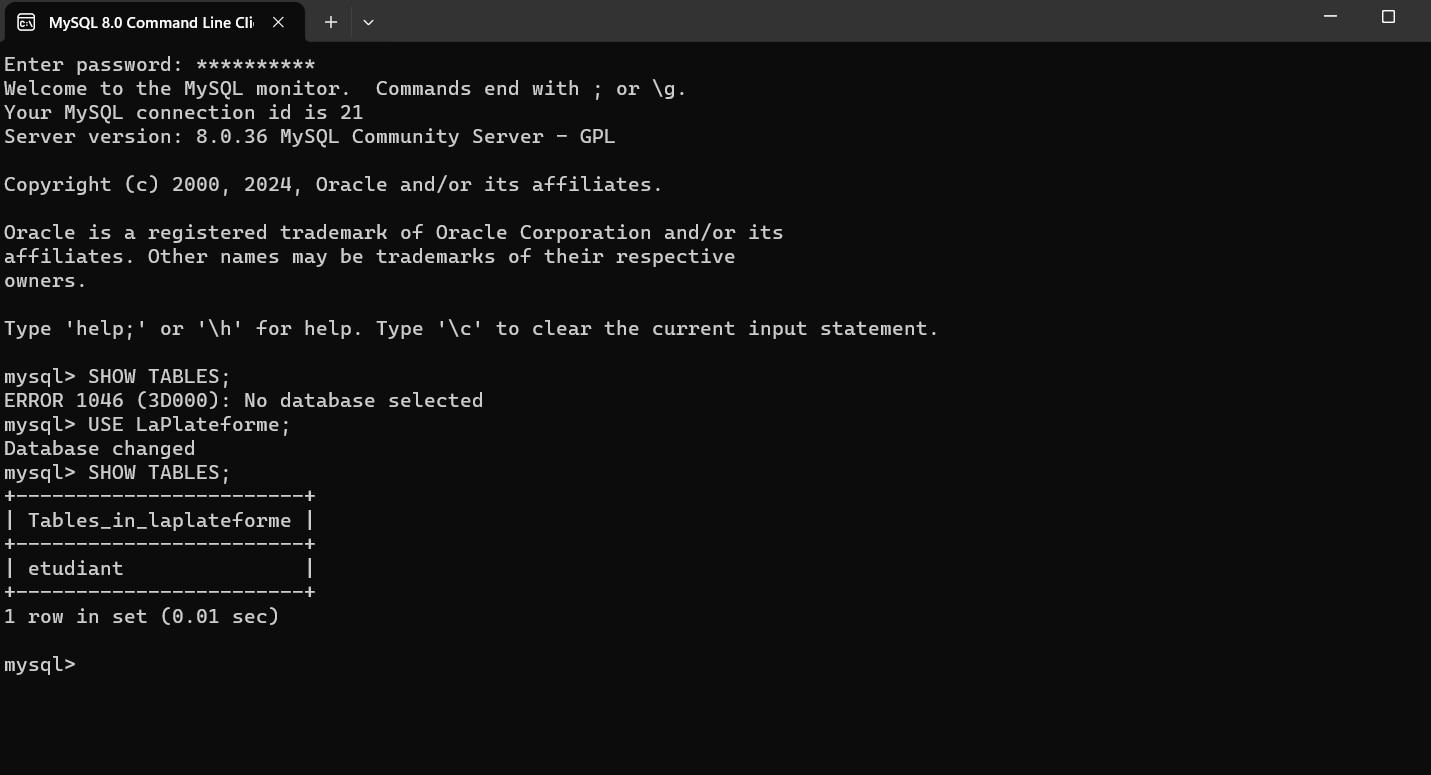 MySQL 8.0 Command Line Cli
Enter password: **********
Welcome to the MySQL monitor.  Commands end with ; or \g.
Your MySQL connection id is 21
Server version: 8.0.36 MySQL Community Server - GPL
Copyright (c) 2000, 2024, Oracle and/or its affiliates.
Oracle is a registered trademark of Oracle Corporation and/or its
affiliates. Other names may be trademarks of their respective
owners.
Type 'help;' or '\h' for help. Type '\c' to clear the current input statement.
mysql> SHOW TABLES;
ERROR 1046 (3D000): No database selected
mysql> USE LaPlateforme;
Database changed
mysql> SHOW TABLES;
+------------------------+
| Tables_in_laplateforme |
+------------------------+
| etudiant               |
+------------------------+
1 row in set (0.01 sec)
mysql>